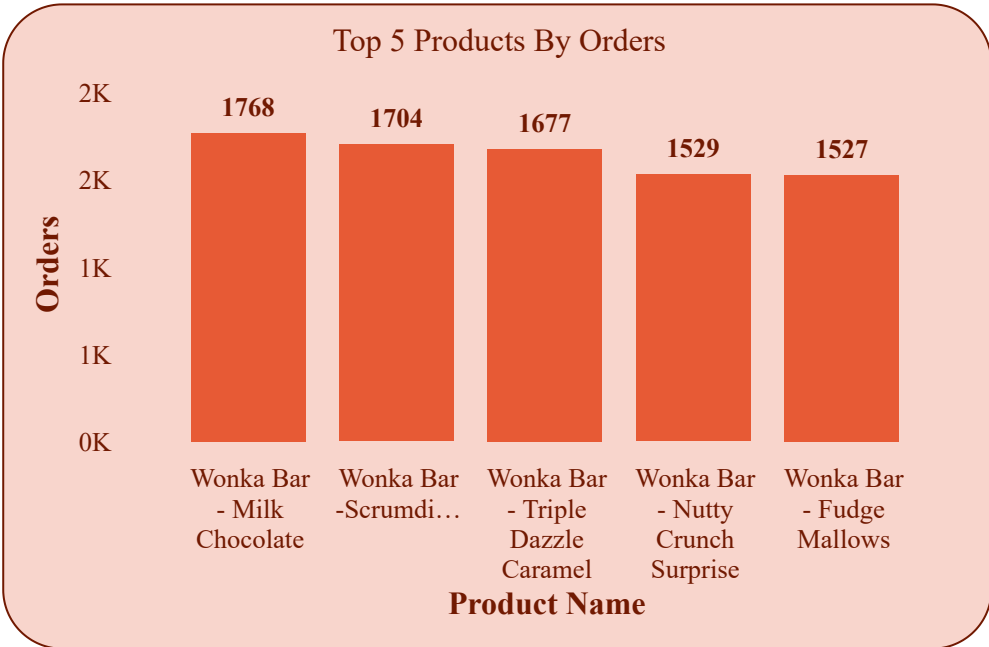 Top 5 Products By Orders
2K
2K
1K
1K
0K
Orders
1768
1704
1677
1529
1527
Wonka Bar
- Milk
Chocolate
Wonka Bar
-Scrumdi…
Wonka Bar
- Triple
Dazzle
Caramel
Wonka Bar
- Nutty
Crunch
Surprise
Wonka Bar
- Fudge
Mallows
Product Name